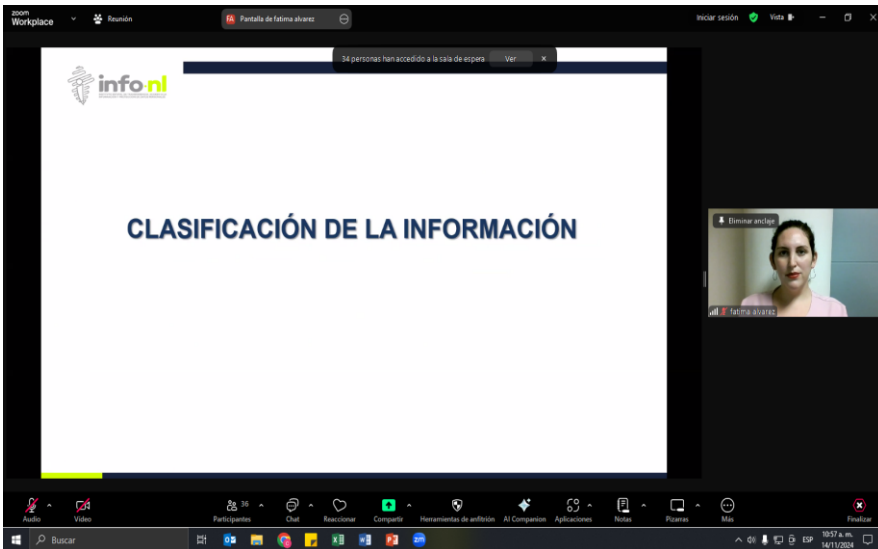 zoom
Workplace
Reunión
FA Pantalla de fatima alvarez
Iniciar sesión
Vista
34 personas han accedido a la sala de espera Ver x
info nl
CLASIFICACIÓN DE LA INFORMACIÓN
Eliminar anclaje
fatima alvarez
Audio
Video
Participantes 36
Chat
Reaccionar
Compartir
Herramientas de anfitrión
AI Companion
Aplicaciones
Notas
Pizarras
Más
Finalizar
Buscar
ESP
10:57 a. m.
14/11/2024